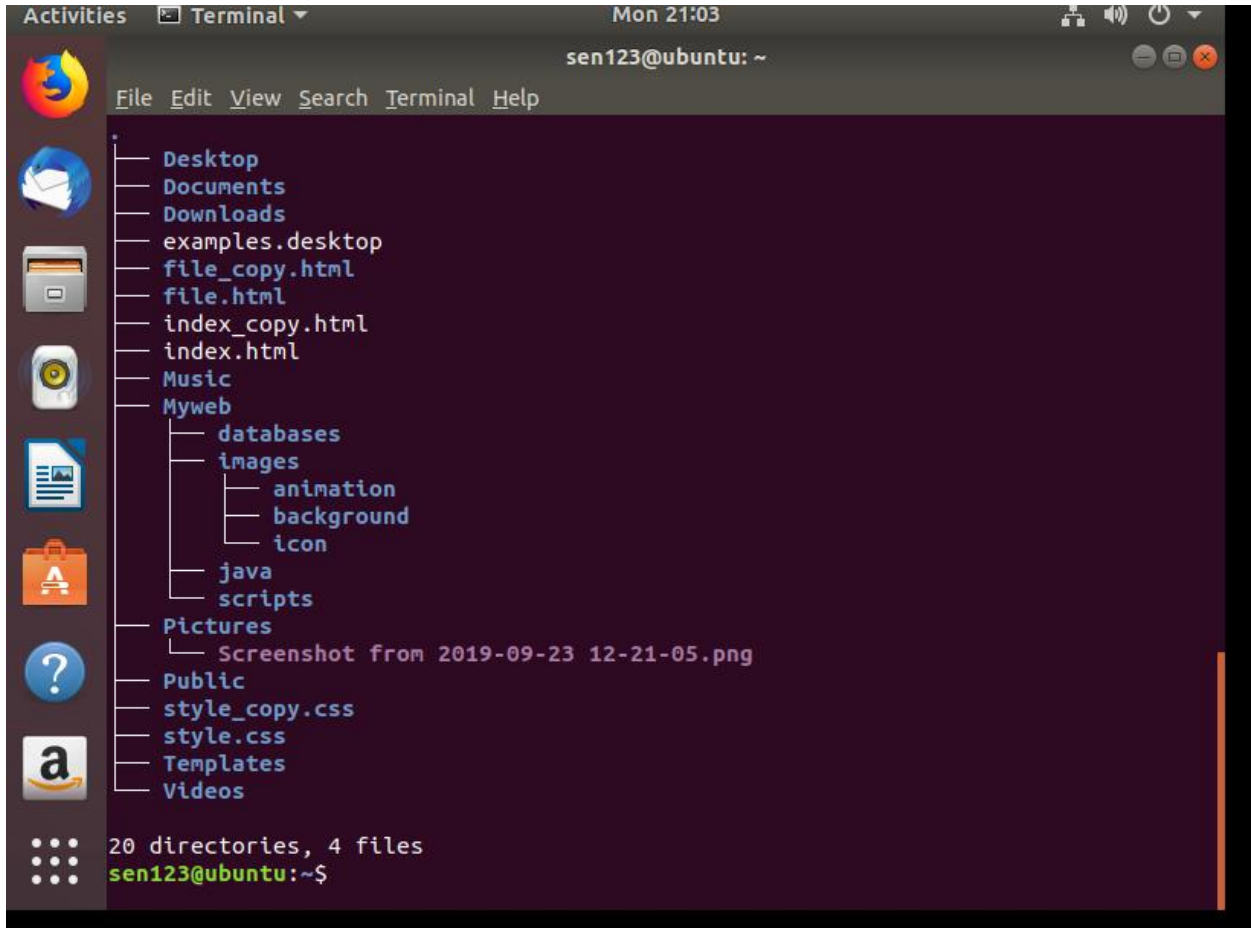 Activities Terminal Mon 21:03
sen123@ubuntu: ~
File Edit View Search Terminal Help
.
├── Desktop
├── Documents
├── Downloads
├── examples.desktop
├── file_copy.html
├── file.html
├── index_copy.html
├── index.html
├── Music
├── Myweb
│   ├── databases
│   ├── images
│   │   ├── animation
│   │   ├── background
│   │   └── icon
│   ├── java
│   └── scripts
├── Pictures
│   └── Screenshot from 2019-09-23 12-21-05.png
├── Public
├── style_copy.css
├── style.css
├── Templates
└── Videos
20 directories, 4 files
sen123@ubuntu:~$